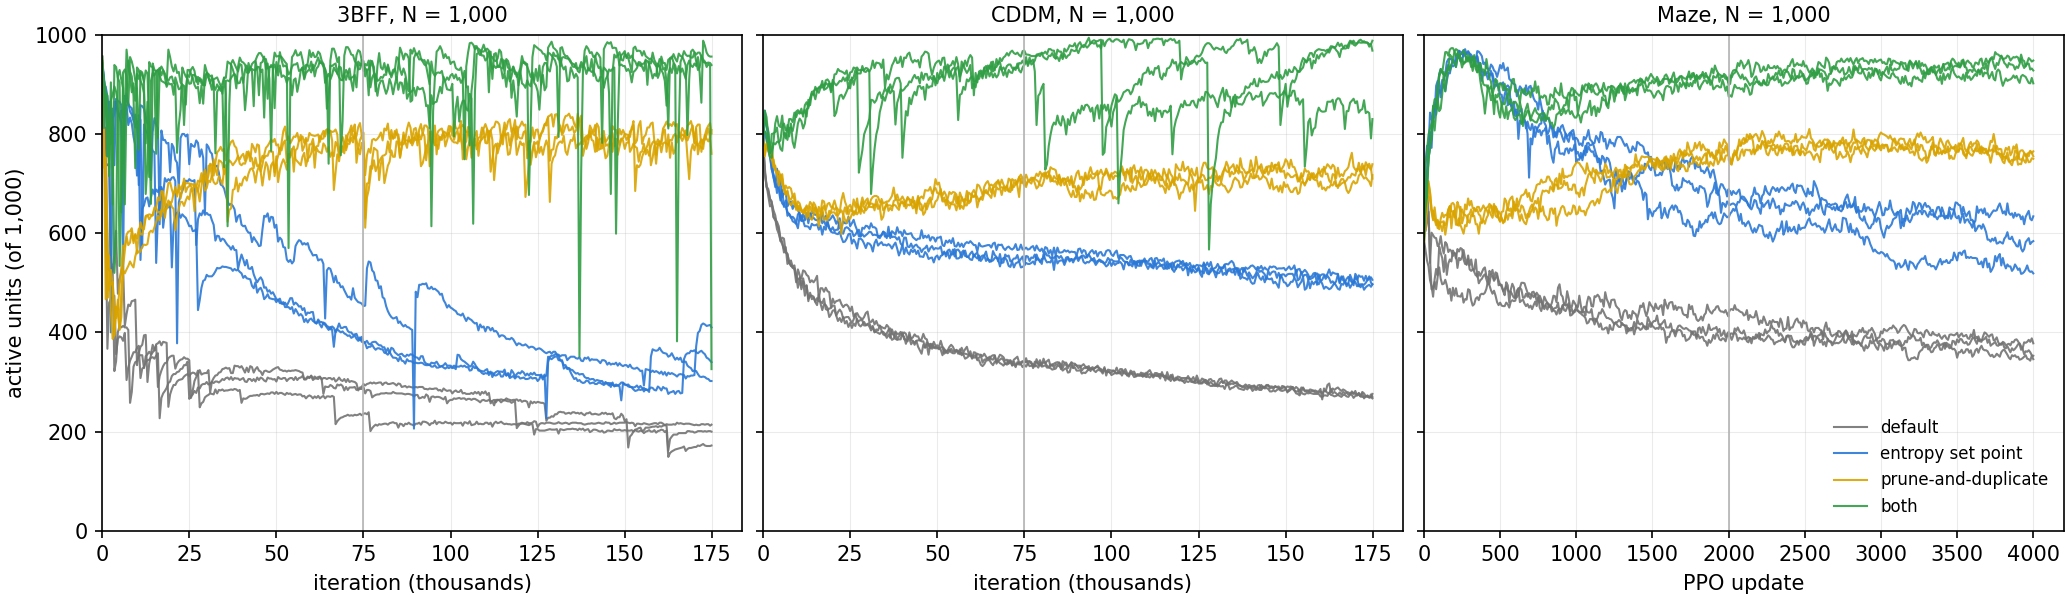 3BFF, N = 1,000
CDDM, N = 1,000
Maze, N = 1,000
active units (of 1,000)
1000
800
600
400
200
0
0 25 50 75 100 125 150 175
0 25 50 75 100 125 150 175
0 500 1000 1500 2000 2500 3000 3500 4000
iteration (thousands)
iteration (thousands)
PPO update
default
entropy set point
prune-and-duplicate
both